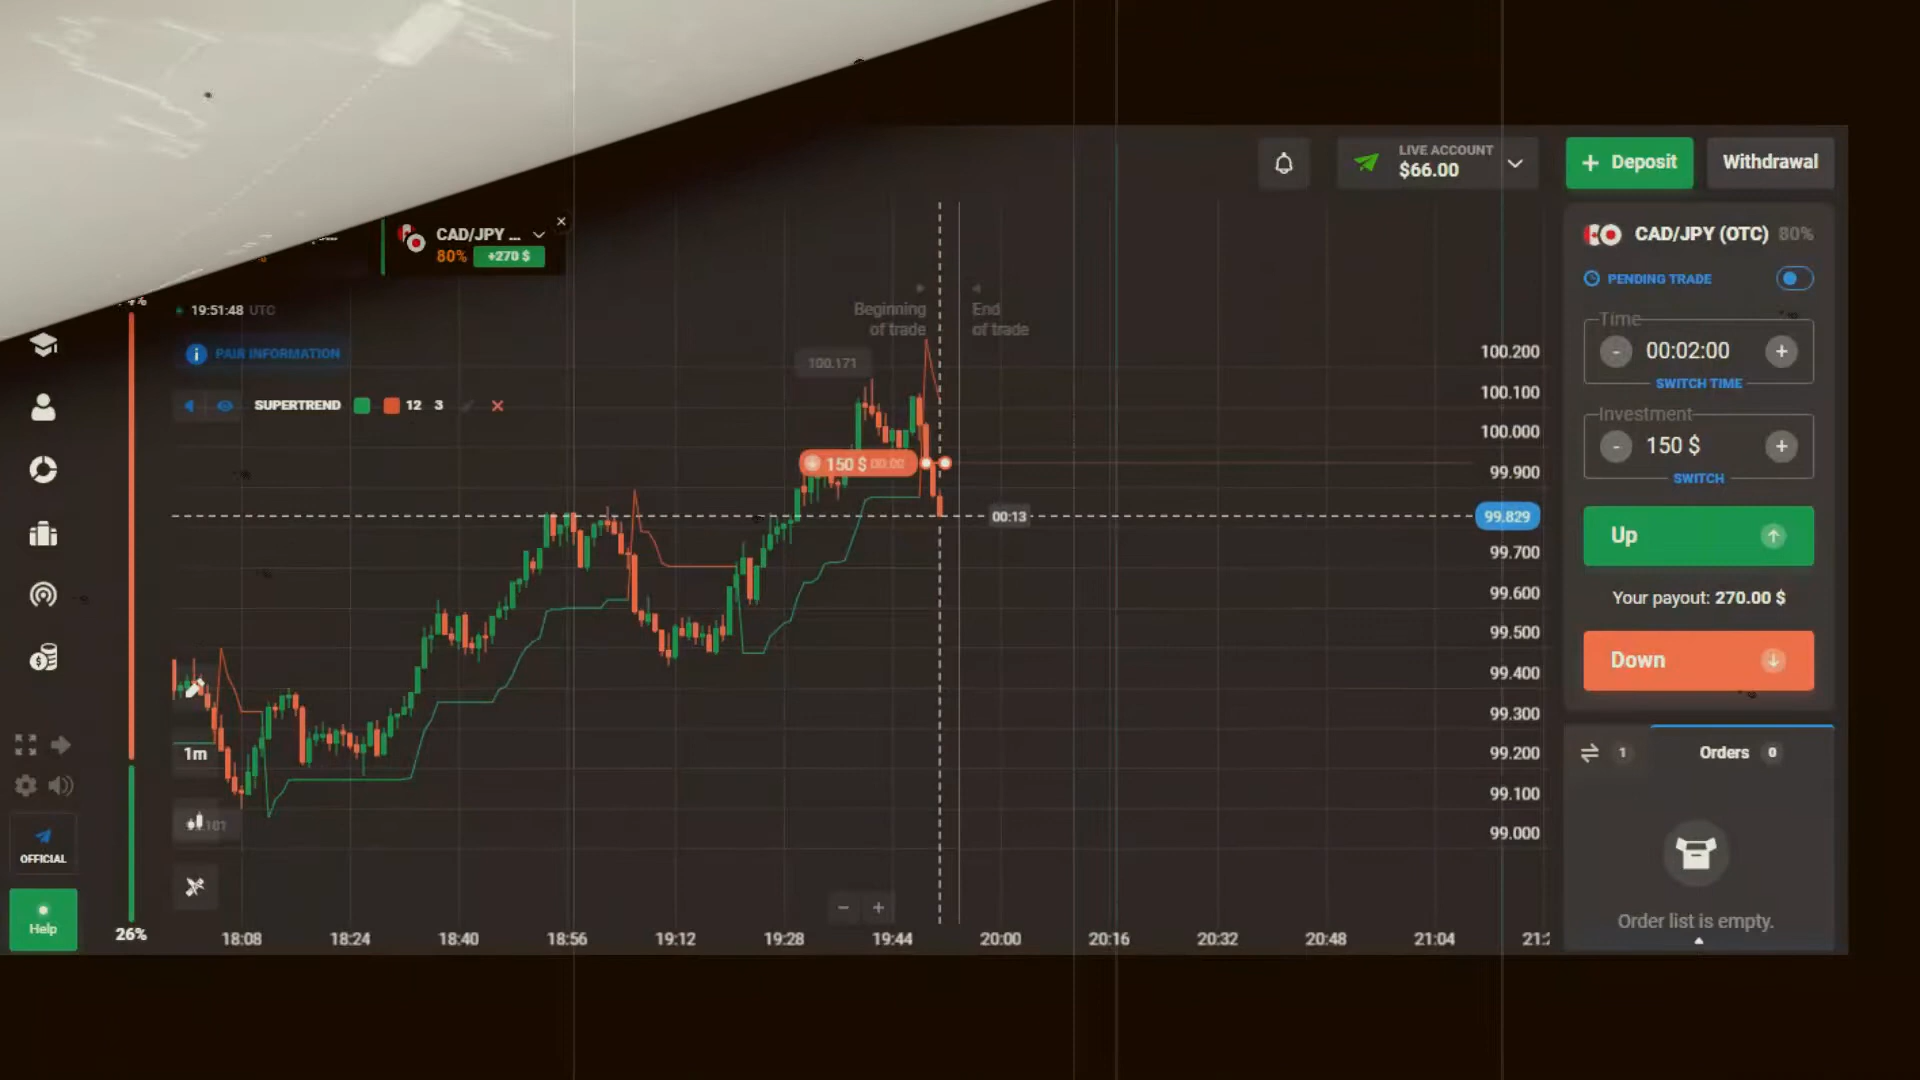 LIVE ACCOUNT
$66.00
Deposit
Withdrawal
CAD/JPY ...
80%
+270 $
19:51:48 UTC
PAIR INFORMATION
SUPERTREND 12 3
Beginning
of trade
End
of trade
100.171
150 $ 00:00
00:13
100.200
100.100
100.000
99.900
99.829
99.700
99.600
99.500
99.400
99.300
99.200
99.100
99.000
1m
OFFICIAL
Help
26%
18:08 18:24 18:40 18:56 19:12 19:28 19:44 20:00 20:16 20:32 20:48 21:04
CAD/JPY (OTC) 80%
PENDING TRADE
Time
- 00:02:00 +
SWITCH TIME
Investment
- 150 $ +
SWITCH
Up
Your payout: 270.00 $
Down
1 Orders 0
Order list is empty.